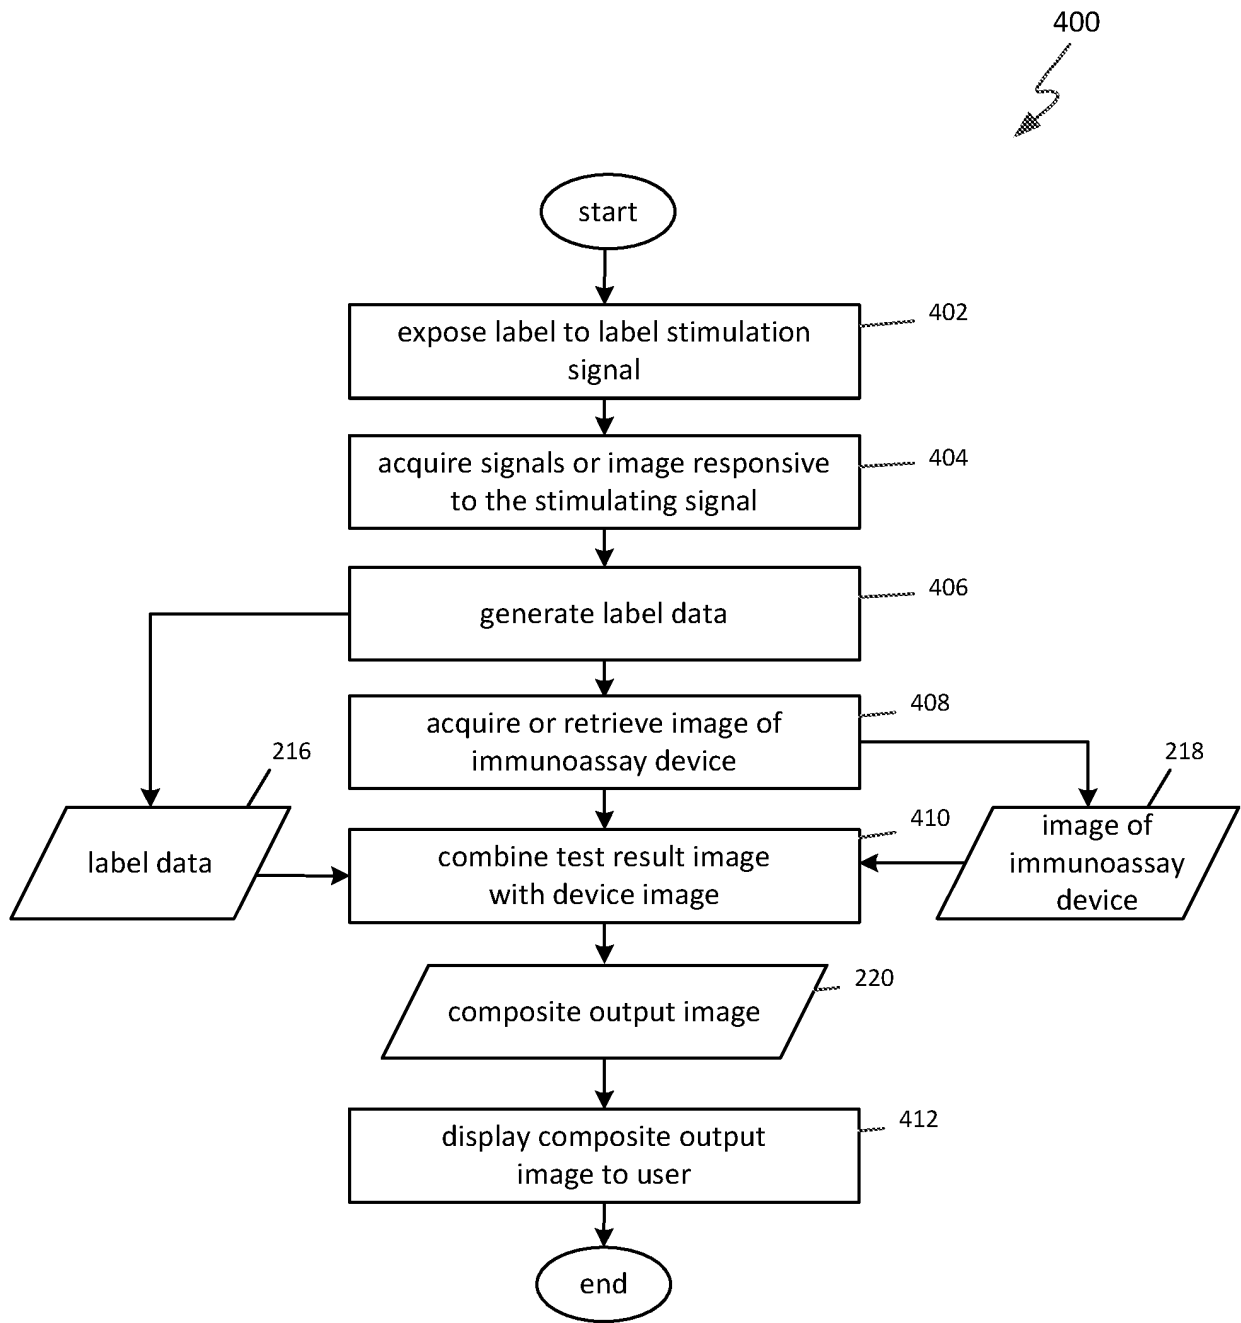 400
start
402
expose label to label stimulation
signal
404
acquire signals or image responsive
to the stimulating signal
406
generate label data
408
acquire or retrieve image of
immunoassay device
216
label data
218
image of
immunoassay
device
410
combine test result image
with device image
220
composite output image
412
display composite output
image to user
end